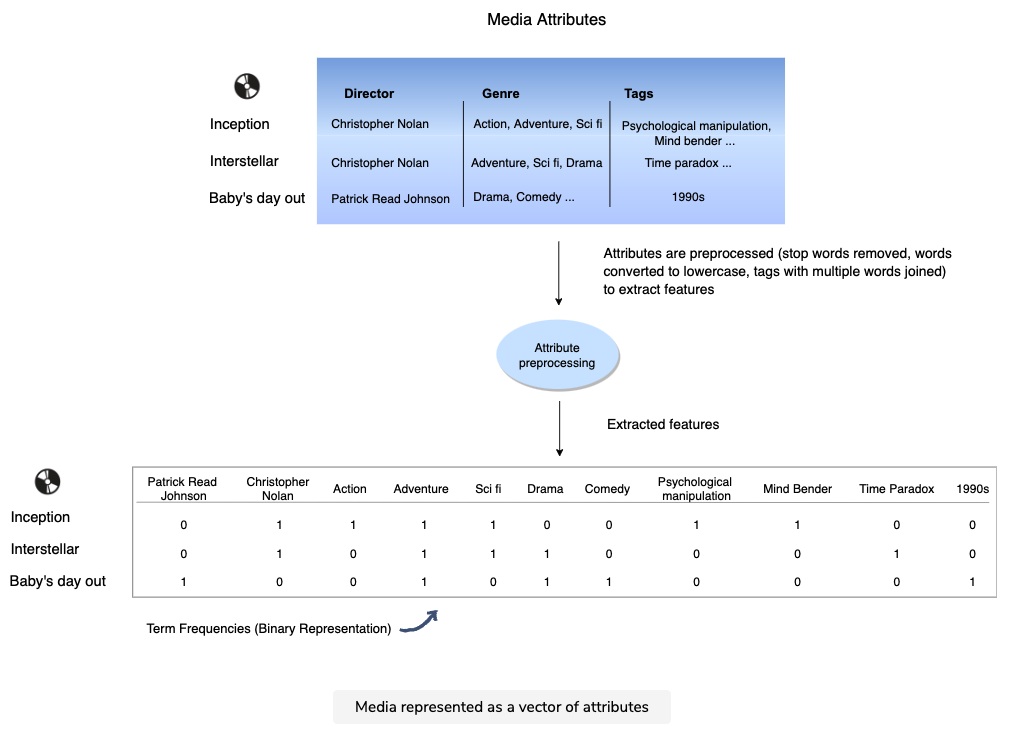 Media Attributes
Director Genre Tags
Inception Christopher Nolan Action, Adventure, Sci fi Psychological manipulation,
Mind bender ...
Interstellar Christopher Nolan Adventure, Sci fi, Drama Time paradox ...
Baby's day out Patrick Read Johnson Drama, Comedy ... 1990s
Attributes are preprocessed (stop words removed, words
converted to lowercase, tags with multiple words joined)
to extract features
Attribute
preprocessing
Extracted features
Patrick Read Christopher Action Adventure Sci fi Drama Comedy Psychological Mind Bender Time Paradox 1990s
Johnson Nolan manipulation
Inception 0 1 1 1 1 0 0 1 1 0 0
Interstellar 0 1 0 1 1 1 0 0 0 1 0
Baby's day out 1 0 0 1 0 1 1 0 0 0 1
Term Frequencies (Binary Representation)
Media represented as a vector of attributes